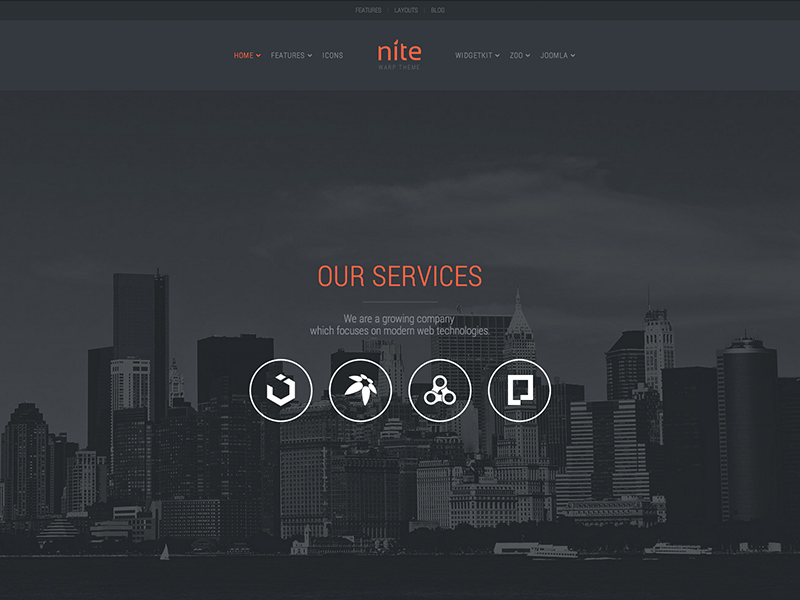 FEATURES LAYOUTS BLOG
HOME FEATURES ICONS
nite
WARP THEME
WIDGETKIT ZOO JOOMLA
OUR SERVICES
We are a growing company
which focuses on modern web technologies.